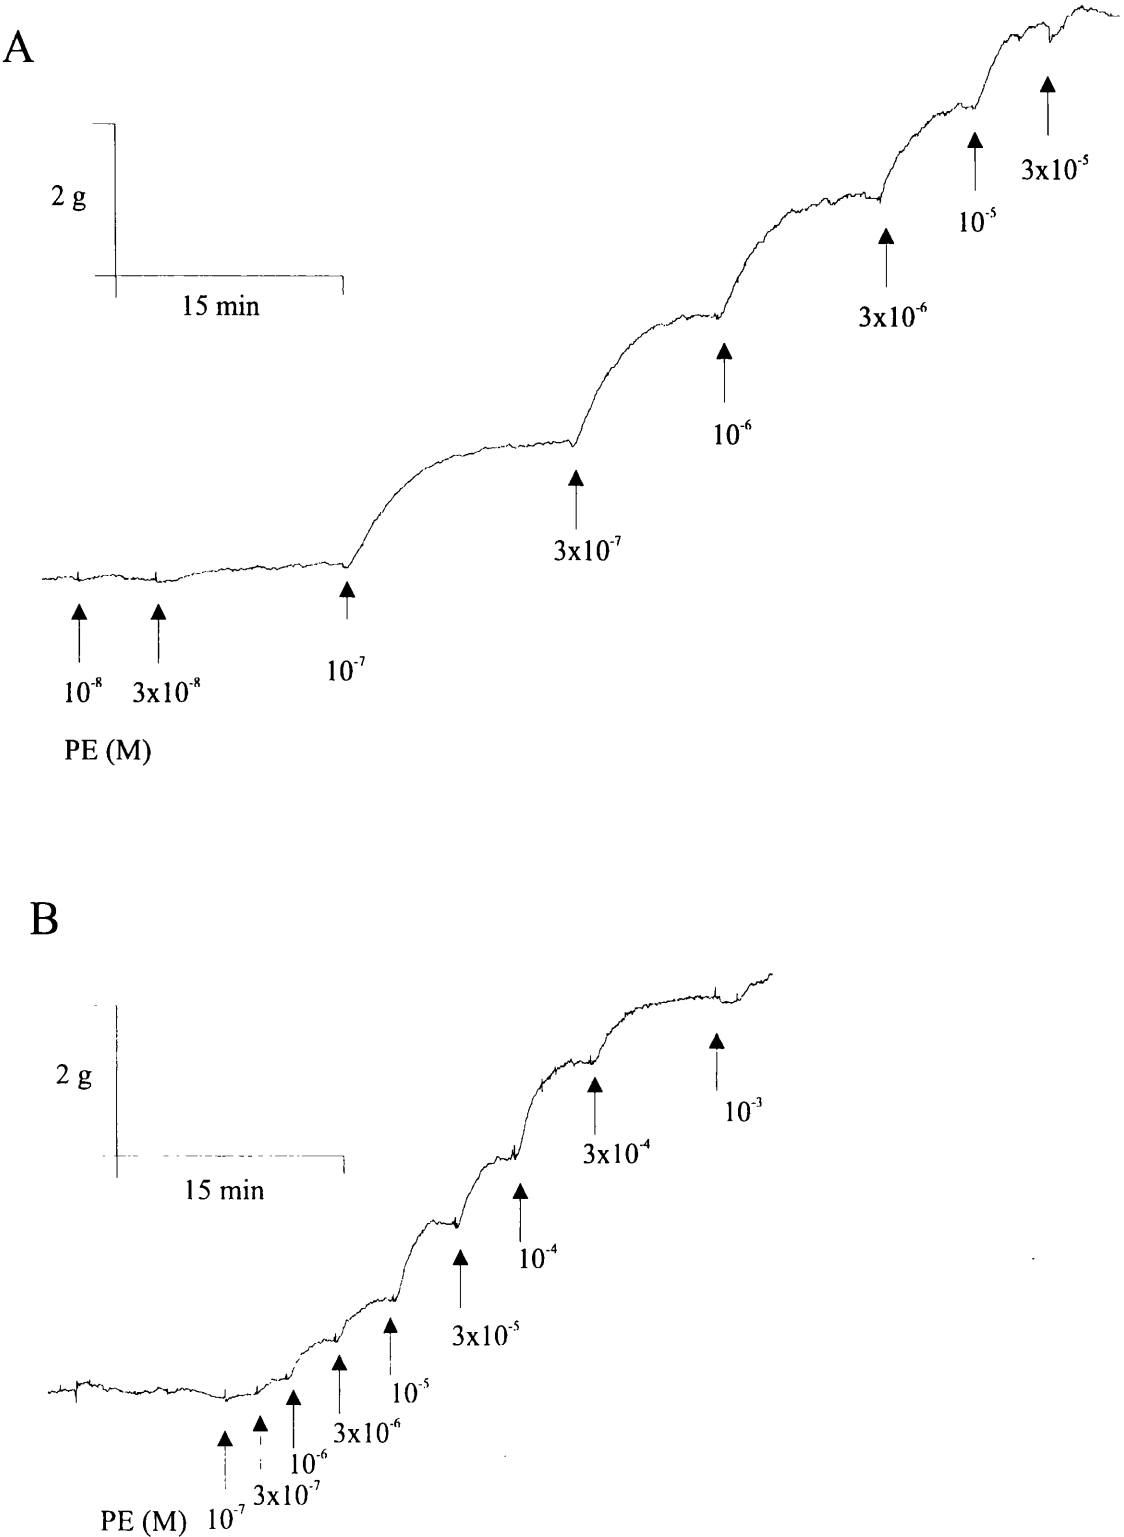 A
2 g
15 min
3x10⁻⁵
10⁻⁵
3x10⁻⁶
10⁻⁶
3x10⁻⁷
10⁻⁷
10⁻⁸ 3x10⁻⁸
PE (M)
B
2 g
15 min
10⁻³
3x10⁻⁴
10⁻⁴
3x10⁻⁵
10⁻⁵
3x10⁻⁶
10⁻⁶
3x10⁻⁷
PE (M) 10⁻⁷